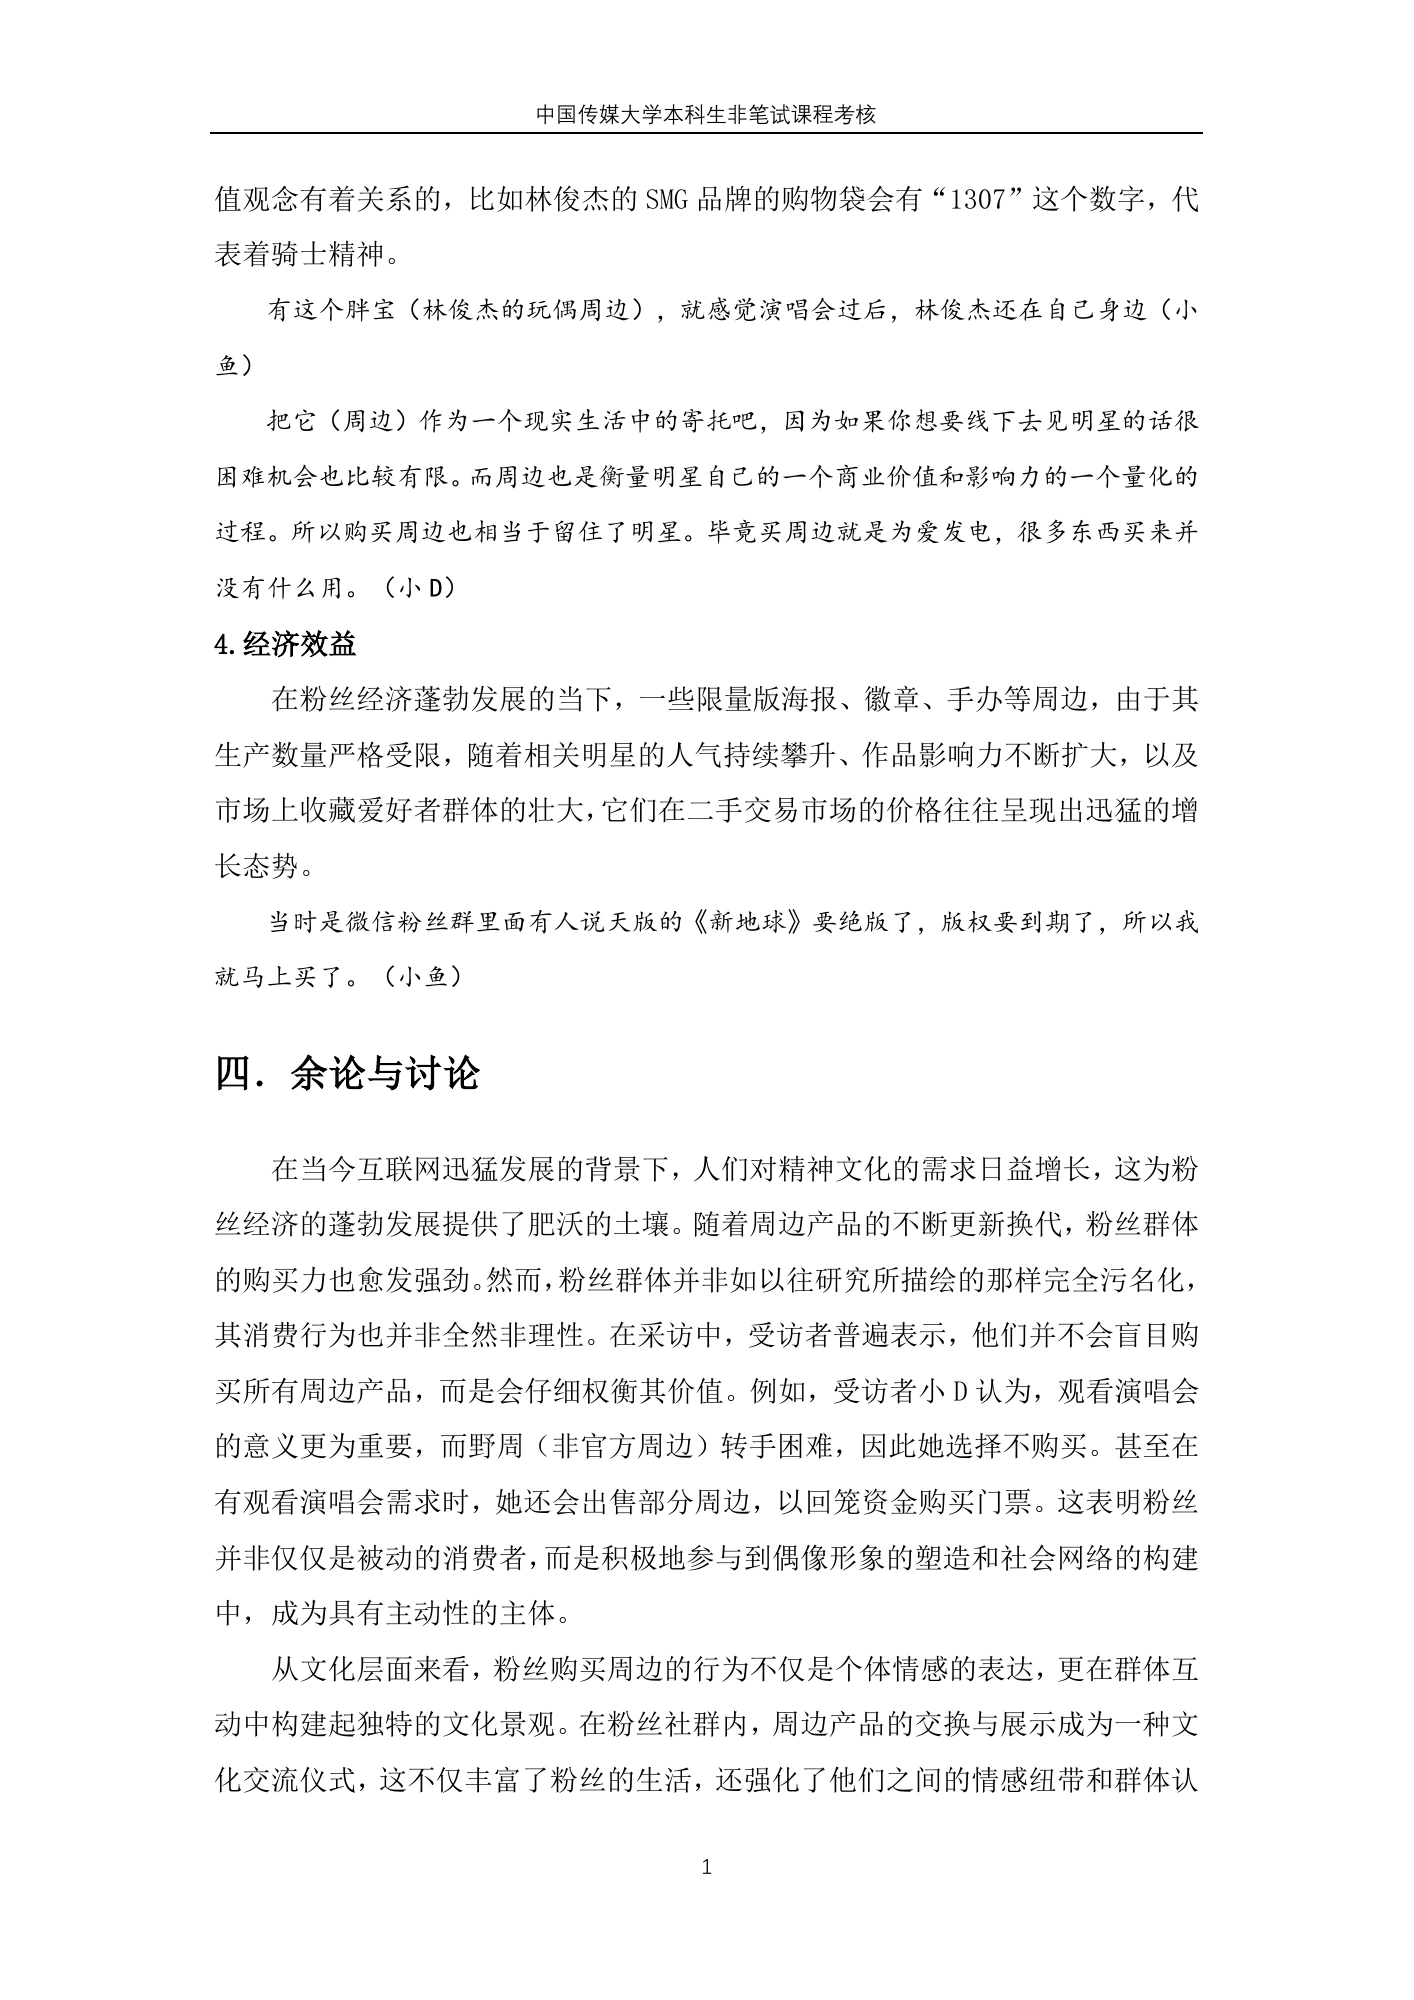 中国传媒大学本科生非笔试课程考核
值观念有着关系的，比如林俊杰的 SMG 品牌的购物袋会有“1307”这个数字，代
表着骑士精神。
有这个胖宝（林俊杰的玩偶周边），就感觉演唱会过后，林俊杰还在自己身边（小
鱼）
把它（周边）作为一个现实生活中的寄托吧，因为如果你想要线下去见明星的话很
困难机会也比较有限。而周边也是衡量明星自己的一个商业价值和影响力的一个量化的
过程。所以购买周边也相当于留住了明星。毕竟买周边就是为爱发电，很多东西买来并
没有什么用。（小 D）
4.经济效益
在粉丝经济蓬勃发展的当下，一些限量版海报、徽章、手办等周边，由于其
生产数量严格受限，随着相关明星的人气持续攀升、作品影响力不断扩大，以及
市场上收藏爱好者群体的壮大，它们在二手交易市场的价格往往呈现出迅猛的增
长态势。
当时是微信粉丝群里面有人说天版的《新地球》要绝版了，版权要到期了，所以我
就马上买了。（小鱼）
四．余论与讨论
在当今互联网迅猛发展的背景下，人们对精神文化的需求日益增长，这为粉
丝经济的蓬勃发展提供了肥沃的土壤。随着周边产品的不断更新换代，粉丝群体
的购买力也愈发强劲。然而，粉丝群体并非如以往研究所描绘的那样完全污名化，
其消费行为也并非全然非理性。在采访中，受访者普遍表示，他们并不会盲目购
买所有周边产品，而是会仔细权衡其价值。例如，受访者小 D 认为，观看演唱会
的意义更为重要，而野周（非官方周边）转手困难，因此她选择不购买。甚至在
有观看演唱会需求时，她还会出售部分周边，以回笼资金购买门票。这表明粉丝
并非仅仅是被动的消费者，而是积极地参与到偶像形象的塑造和社会网络的构建
中，成为具有主动性的主体。
从文化层面来看，粉丝购买周边的行为不仅是个体情感的表达，更在群体互
动中构建起独特的文化景观。在粉丝社群内，周边产品的交换与展示成为一种文
化交流仪式，这不仅丰富了粉丝的生活，还强化了他们之间的情感纽带和群体认
1